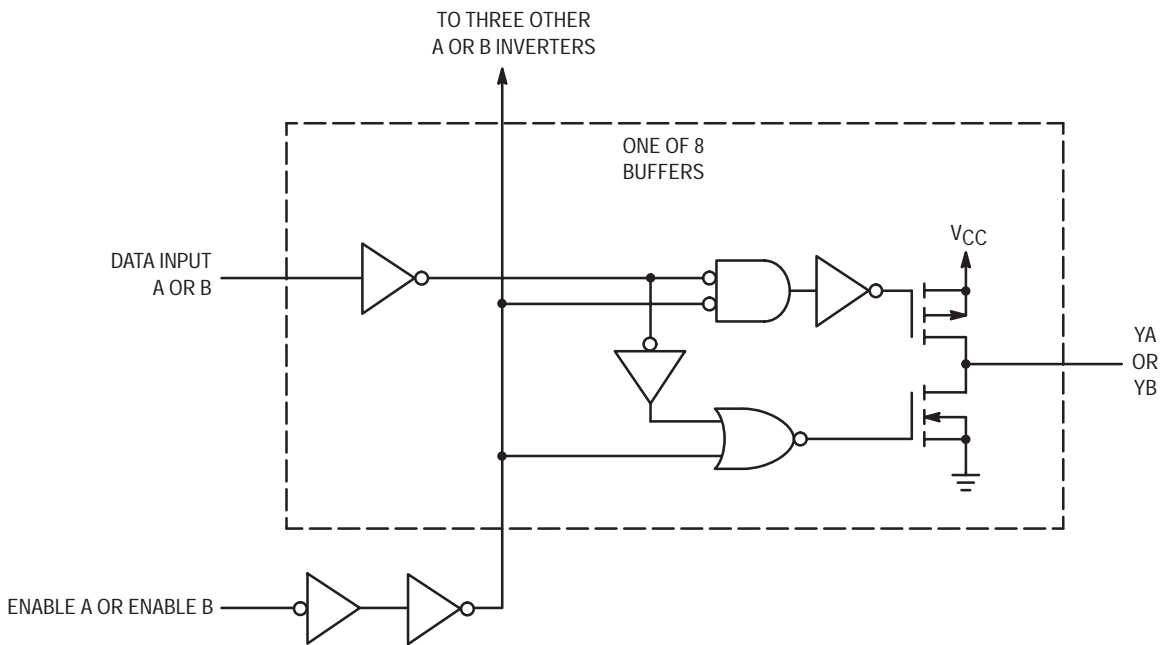 TO THREE OTHER
A OR B INVERTERS
ONE OF 8
BUFFERS
DATA INPUT
A OR B
VCC
YA
OR
YB
ENABLE A OR ENABLE B